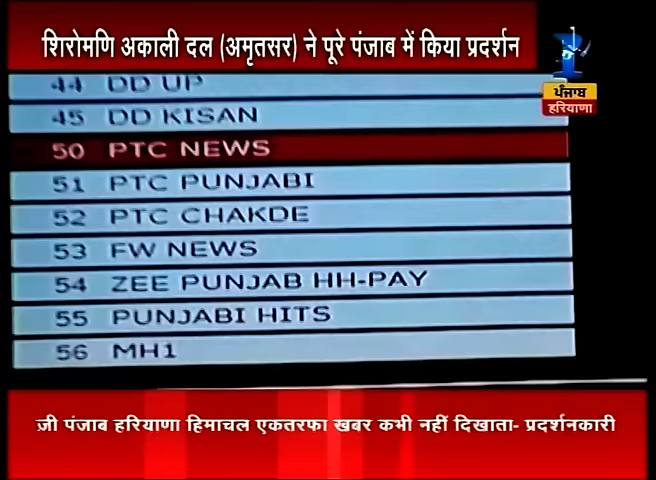 शिरोमणि अकाली दल (अमृतसर) ने पूरे पंजाब में किया प्रदर्शन
ਪੰਜਾਬ
हरियाणा
44 DD UP
45 DD KISAN
50 PTC NEWS
51 PTC PUNJABI
52 PTC CHAKDE
53 FW NEWS
54 ZEE PUNJAB HH-PAY
55 PUNJABI HITS
56 MH1
ज़ी पंजाब हरियाणा हिमाचल एकतरफा खबर कभी नहीं दिखाता- प्रदर्शनकारी